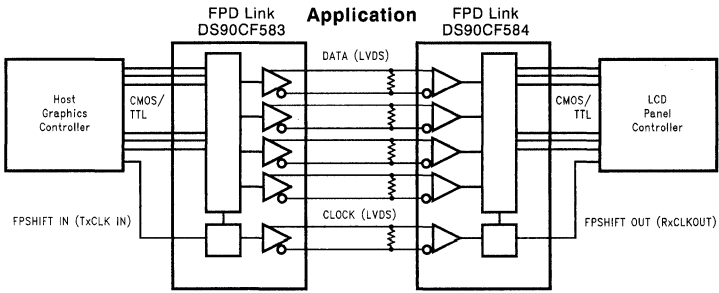 Application
FPD Link
DS90CF583
FPD Link
DS90CF584
DATA (LVDS)
Host
Graphics
Controller
CMOS/
TTL
CMOS/
TTL
LCD
Panel
Controller
FPSHIFT IN (TxCLK IN)
CLOCK (LVDS)
FPSHIFT OUT (RxCLKOUT)